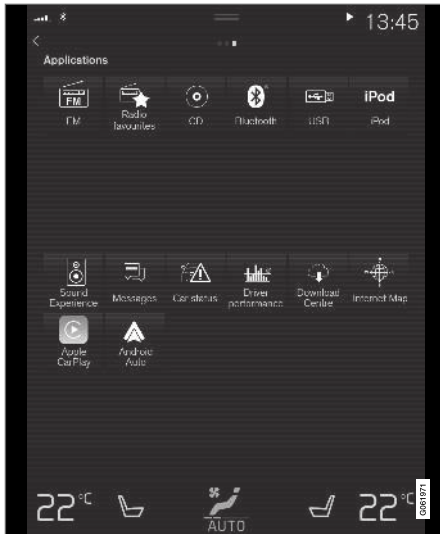 13:45
Applications
FM
FM
Radio
favourites
CD
Bluetooth
USB
iPod
iPod
Sound
Experience
Messages
Car status
Driver
performance
Download
Centre
Internet Map
Apple
CarPlay
Android
Auto
22°C
AUTO
22°C
G061971